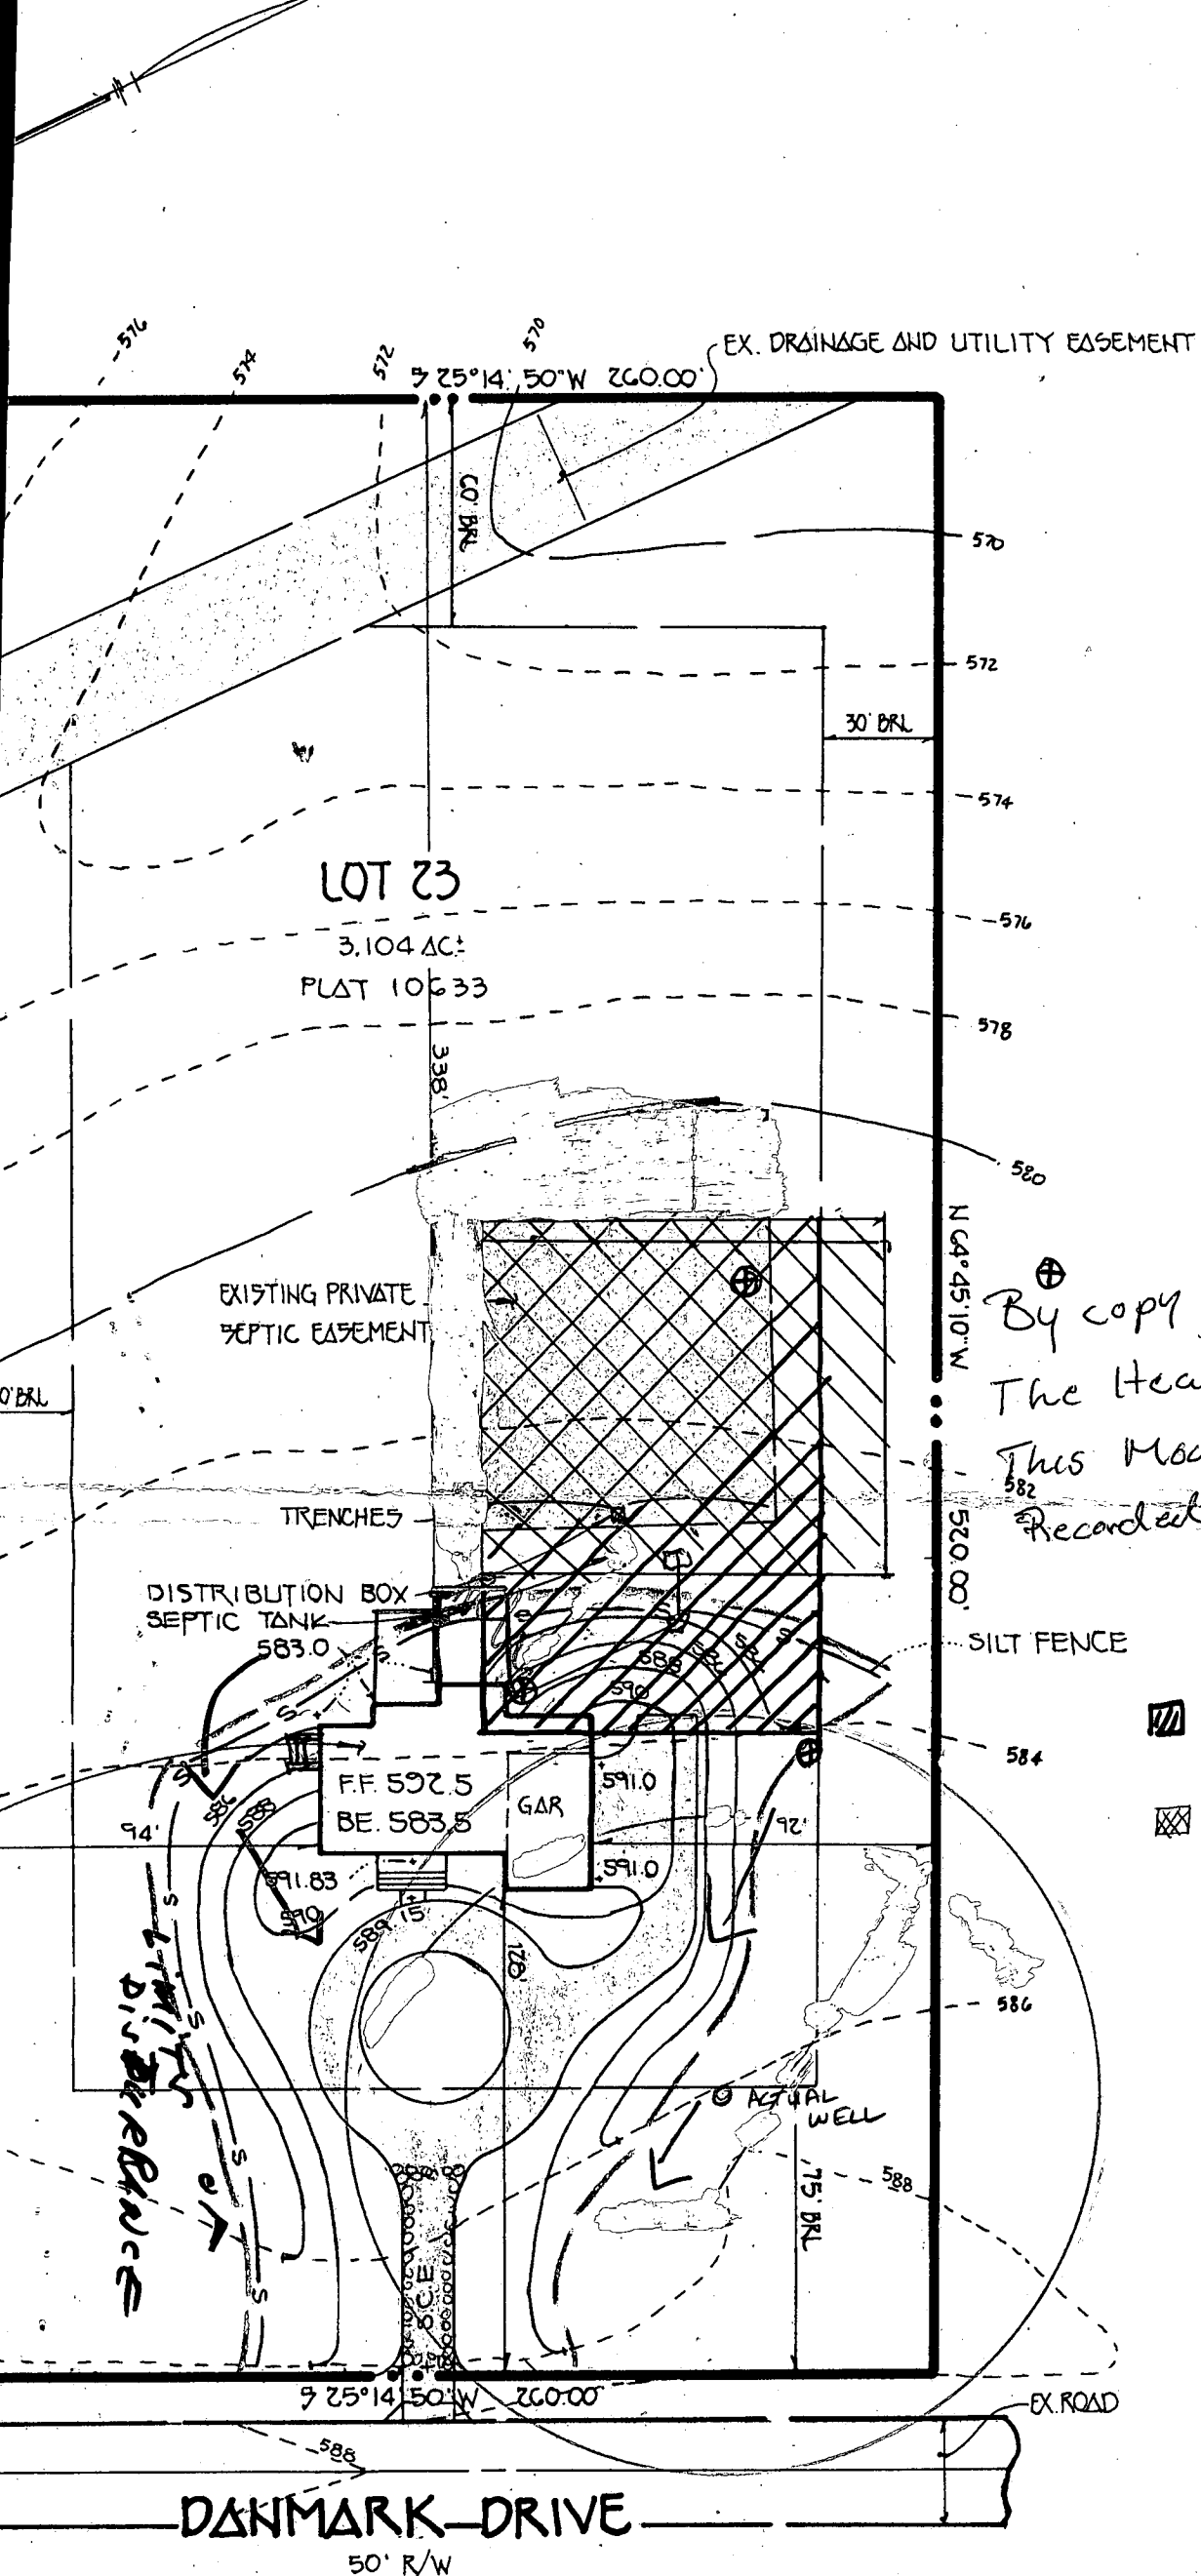 576
574
572
570
EX. DRAINAGE AND UTILITY EASEMENT
S 25°14' 50"W 260.00'
60' BRL
570
572
30' BRL
574
LOT 23
3.104 AC±
PLAT 10633
576
578
338'
580
N 64°45'10"W 520.00'
EXISTING PRIVATE
SEPTIC EASEMENT
By copy
The
This
Recorded
0' BRL
582
TRENCHES
DISTRIBUTION BOX
SEPTIC TANK
583.0
SILT FENCE
588
590
584
586
588
F.F. 592.5
BE. 583.5
GAR
591.0
94'
92'
591.0
591.83
590
589.15
128'
586
LIMIT OF
DISTURBANCE
ACTUAL
WELL
75' BRL
588
SCE
S 25°14' 50"W 260.00'
EX. ROAD
588
DANMARK DRIVE
50' R/W